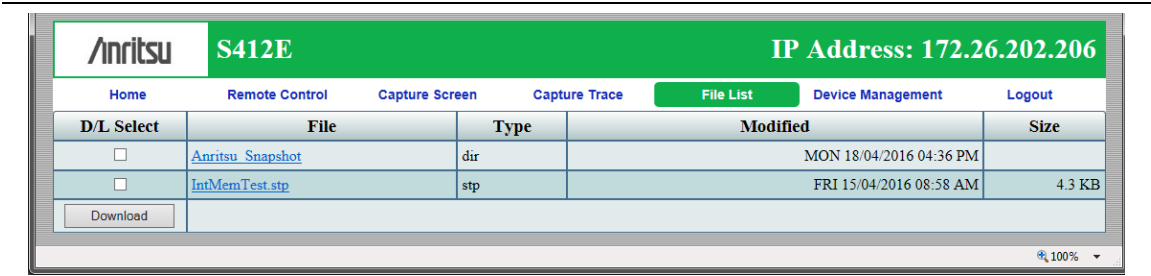 Anritsu S412E IP Address: 172.26.202.206
Home Remote Control Capture Screen Capture Trace File List Device Management Logout
D/L Select File Type Modified Size
Anritsu_Snapshot dir MON 18/04/2016 04:36 PM
IntMemTest.stp stp FRI 15/04/2016 08:58 AM 4.3 KB
Download
100%